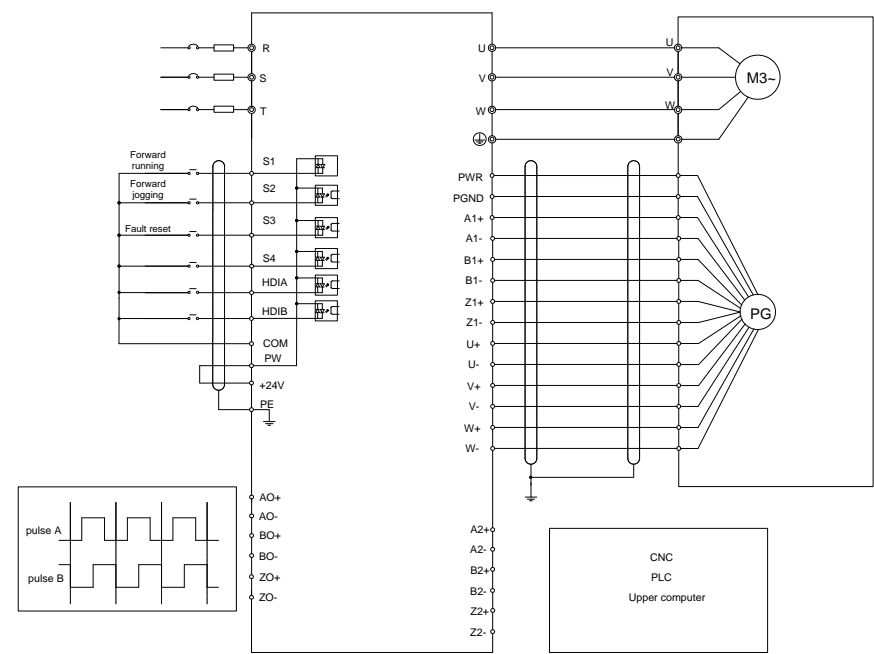 R
S
T
U
V
W
U
V
W
M3~
Forward
running
S1
Forward
jogging
S2
Fault reset
S3
S4
HDIA
HDIB
COM
PW
+24V
PE
PWR
PGND
A1+
A1-
B1+
B1-
Z1+
Z1-
U+
U-
V+
V-
W+
W-
PG
pulse A
pulse B
AO+
AO-
BO+
BO-
ZO+
ZO-
A2+
A2-
B2+
B2-
Z2+
Z2-
CNC
PLC
Upper computer